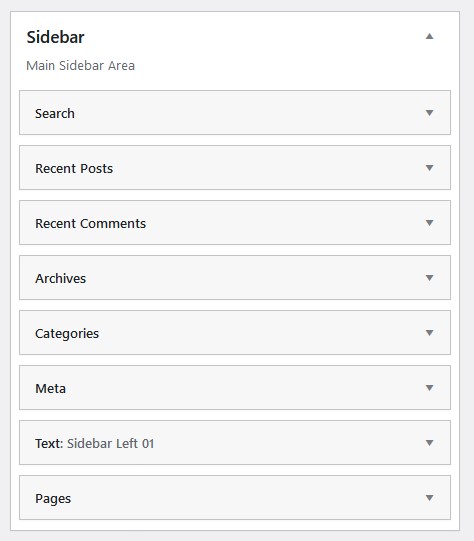 Sidebar
Main Sidebar Area
Search
Recent Posts
Recent Comments
Archives
Categories
Meta
Text: Sidebar Left 01
Pages